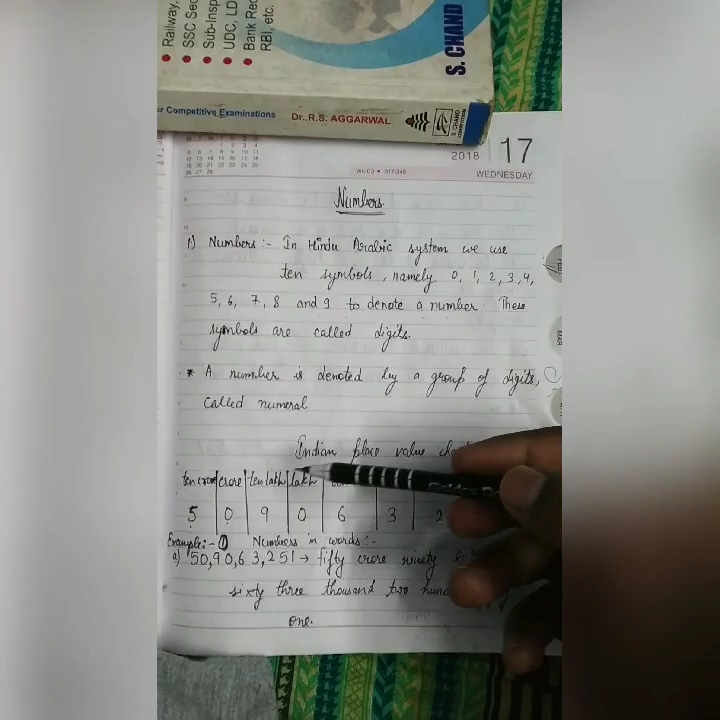 Railway,
SSC Sec
Sub-Insp
UDC, LD
Bank Rec
RBI, etc.
S. CHAND
er Competitive Examinations Dr. R.S. AGGARWAL S. CHAND
2018 17
WEDNESDAY
Numbers
1) Numbers :- In Hindu Arabic system we use
ten symbols, namely 0, 1, 2, 3, 4,
5, 6, 7, 8 and 9 to denote a number. These
symbols are called digits.
* A number is denoted by a group of digits,
called numeral
Indian place value
ten crore crore ten lakh lakh
5 0 9 0 6 3 2
Example:- 1 Numbers in words:-
a) 50,90,63,251 → fifty crore ninety
sixty three thousand two
one.
MAR